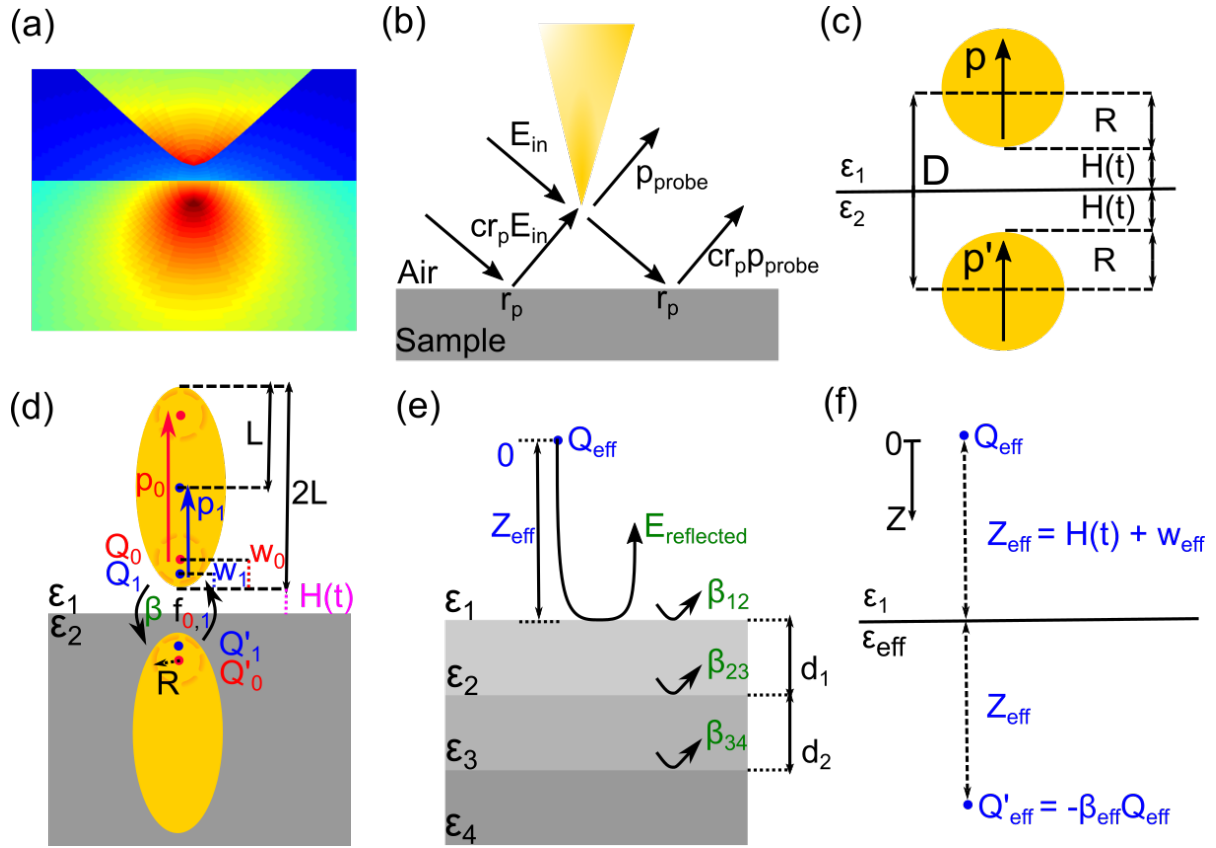 (a)
(b)
E_in
p_probe
cr_pE_in
cr_pp_probe
Air
r_p
r_p
Sample
(c)
p
R
H(t)
ε_1
D
ε_2
H(t)
p'
R
(d)
L
p_0
2L
p_1
Q_0
w_0
Q_1
w_1
ε_1
β
f_0,1
H(t)
ε_2
Q'_1
Q'_0
R
(e)
0
Q_eff
Z_eff
E_reflected
ε_1
β_12
ε_2
β_23
d_1
ε_3
β_34
d_2
ε_4
(f)
0
Q_eff
Z
Z_eff = H(t) + w_eff
ε_1
ε_eff
Z_eff
Q'_eff = -β_effQ_eff